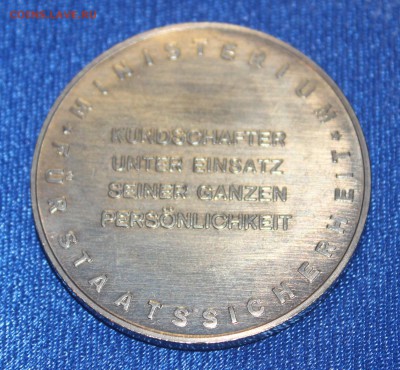 MINISTERIUM
FÜR STAATSSICHERHEIT
KUNDSCHAFTER
UNTER EINSATZ
SEINER GANZEN
PERSÖNLICHKEIT